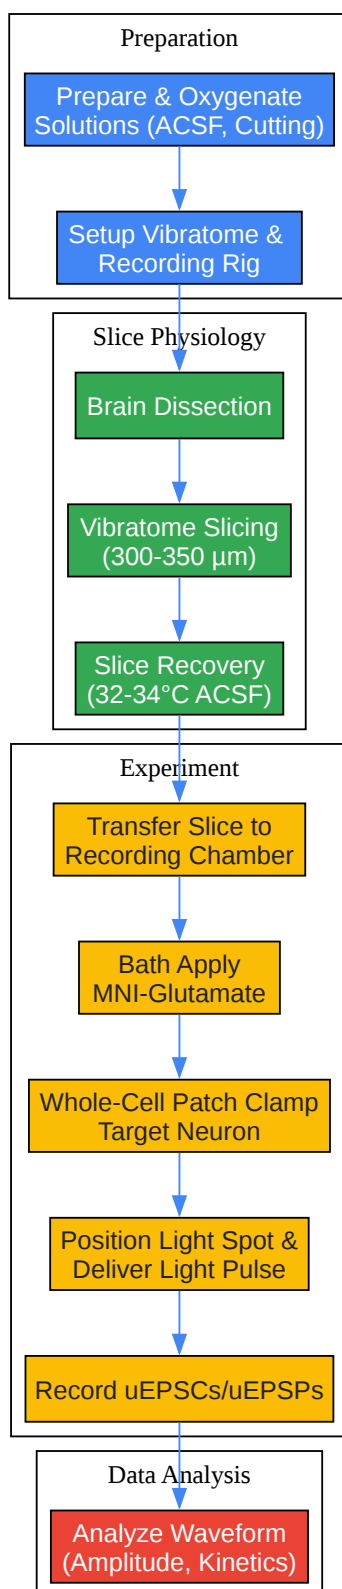 Preparation
Prepare & Oxygenate
Solutions (ACSF, Cutting)
Setup Vibratome &
Recording Rig
Slice Physiology
Brain Dissection
Vibratome Slicing
(300-350 µm)
Slice Recovery
(32-34°C ACSF)
Experiment
Transfer Slice to
Recording Chamber
Bath Apply
MNI-Glutamate
Whole-Cell Patch Clamp
Target Neuron
Position Light Spot &
Deliver Light Pulse
Record uEPSCs/uEPSPs
Data Analysis
Analyze Waveform
(Amplitude, Kinetics)